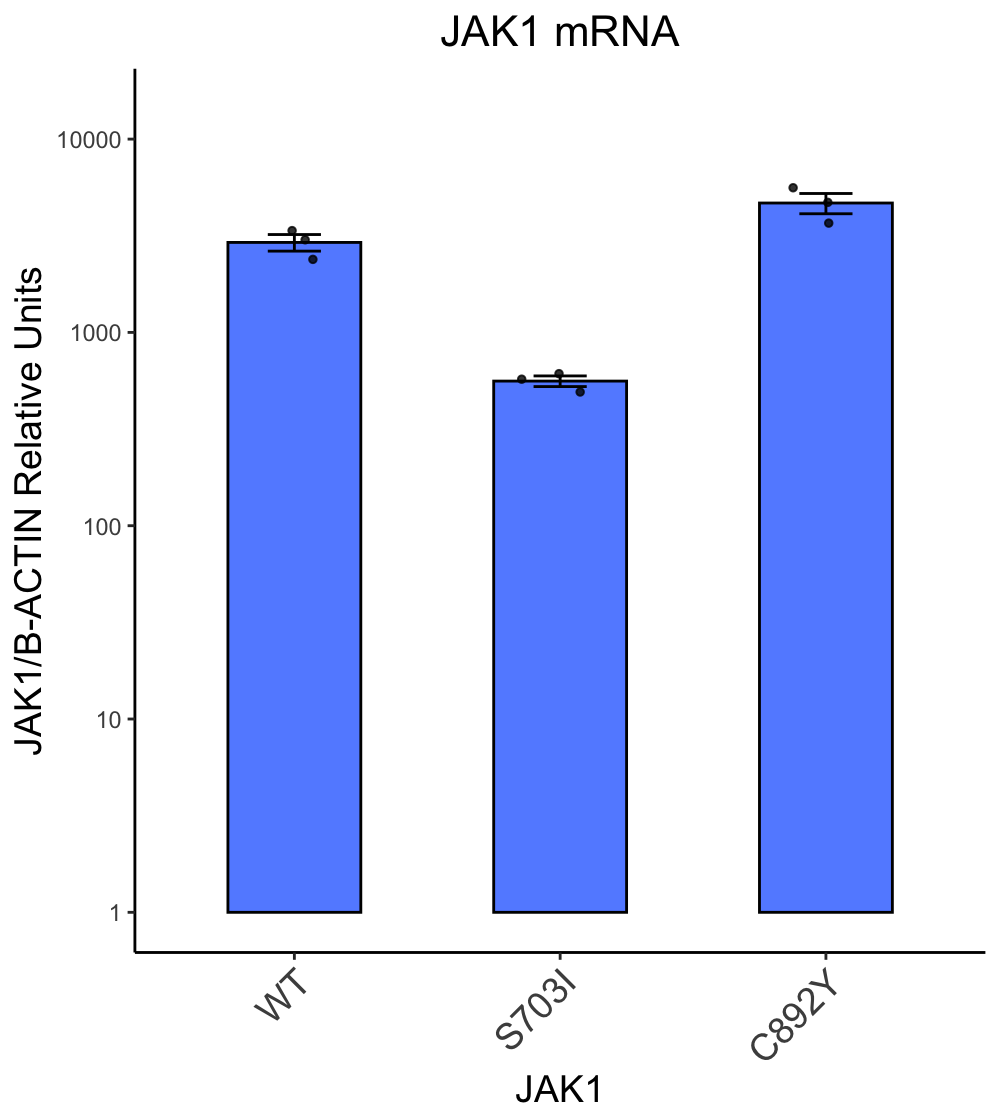 JAK1 mRNA
JAK1/B-ACTIN Relative Units
10000
1000
100
10
1
WT
S703I
C892Y
JAK1